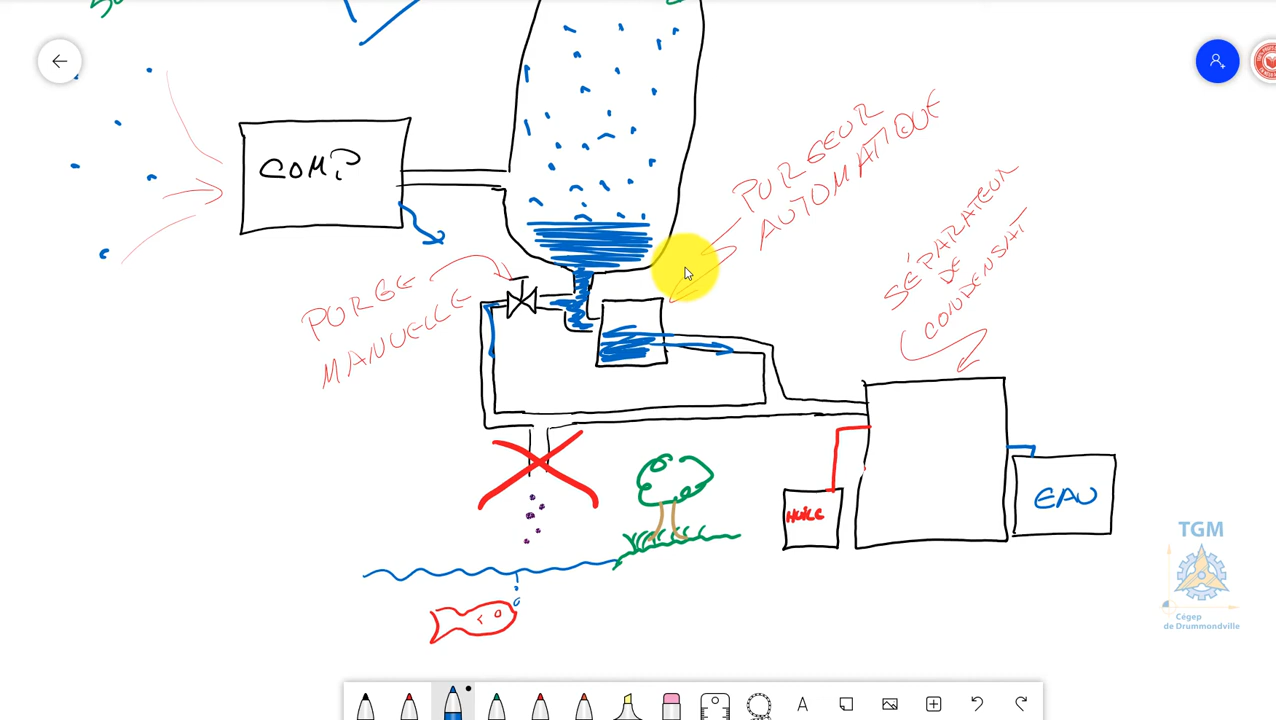 COMP
PURGEUR
AUTOMATIQUE
SÉPARATEUR
DE
CONDENSAT
PURGE
MANUELLE
HUILE
EAU
TGM
Cégep
de Drummondville
A